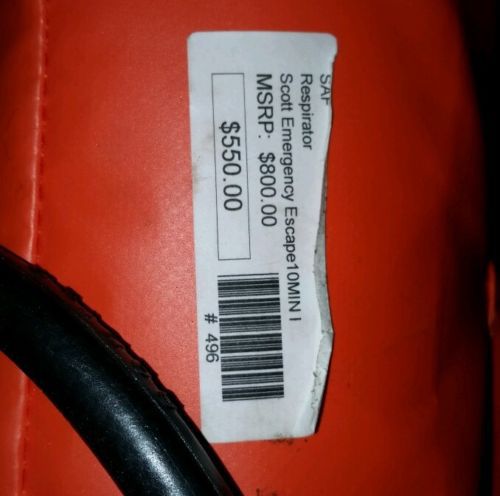 SAF
Respirator
Scott Emergency Escape10MIN I
MSRP: $800.00
$550.00
# 496